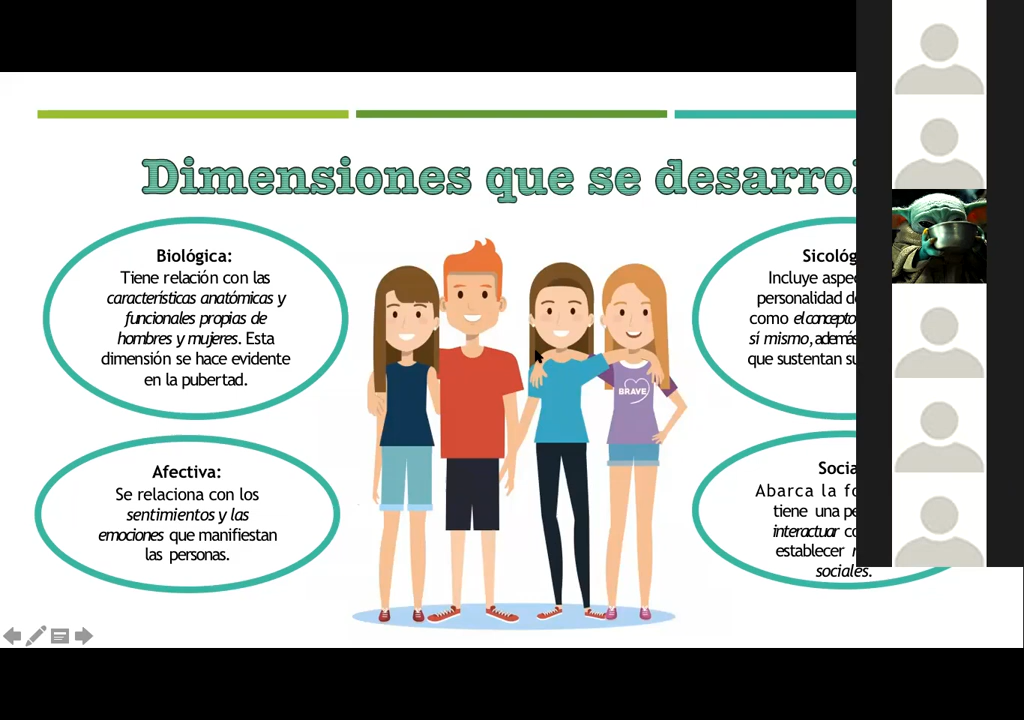 Dimensiones que se desarrol
Biológica:
Tiene relación con las
características anatómicas y
funcionales propias de
hombres y mujeres. Esta
dimensión se hace evidente
en la pubertad.
Afectiva:
Se relaciona con los
sentimientos y las
emociones que manifiestan
las personas.
BRAVE
Sicológ
Incluye aspe
personalidad de
como el concepto
sí mismo, además
que sustentan su
Socia
Abarca la fo
tiene una pe
interactuar co
establecer
sociales.